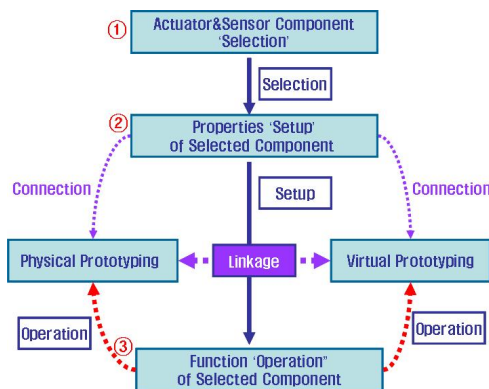 ①
Actuator&Sensor Component
‘Selection’
Selection
②
Properties ‘Setup’
of Selected Component
Connection
Connection
Setup
Physical Prototyping
Linkage
Virtual Prototyping
Operation
Operation
③
Function ‘Operation”
of Selected Component